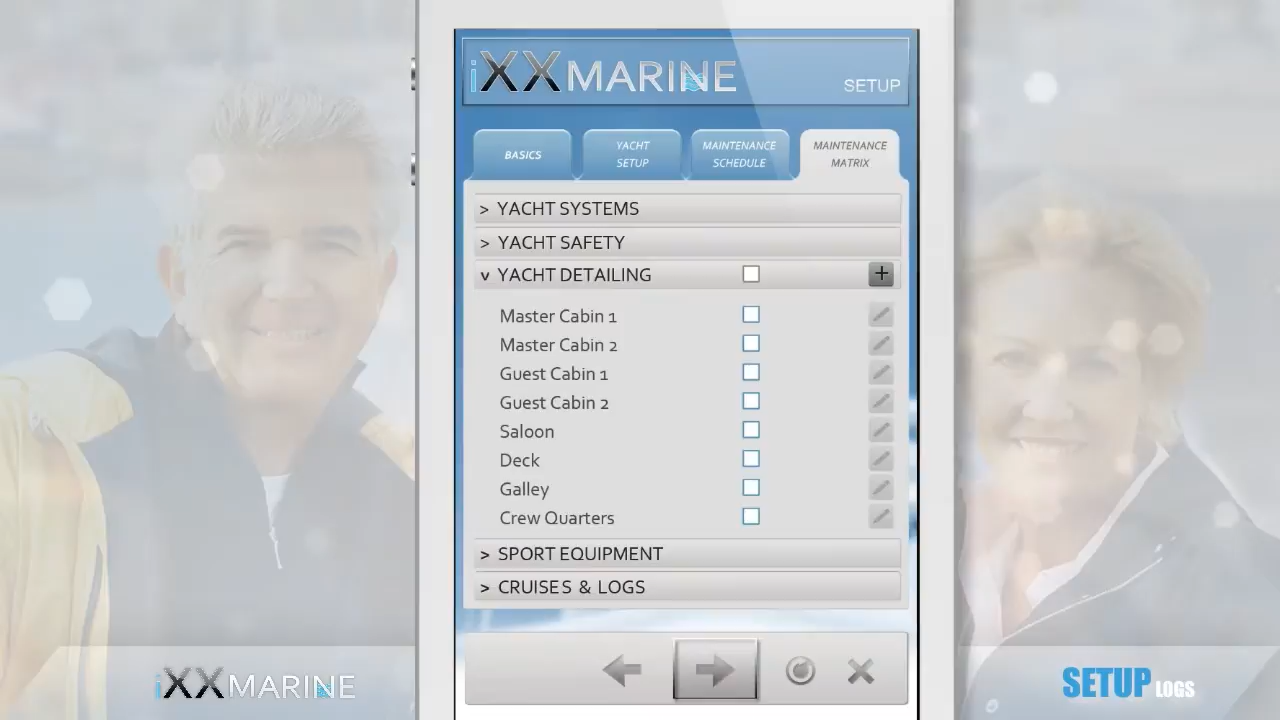 iXXMARINE
SETUP
BASICS
YACHT
SETUP
MAINTENANCE
SCHEDULE
MAINTENANCE
MATRIX
> YACHT SYSTEMS
> YACHT SAFETY
v YACHT DETAILING
Master Cabin 1
Master Cabin 2
Guest Cabin 1
Guest Cabin 2
Saloon
Deck
Galley
Crew Quarters
> SPORT EQUIPMENT
> CRUISES & LOGS
iXXMARINE
SETUP LOGS